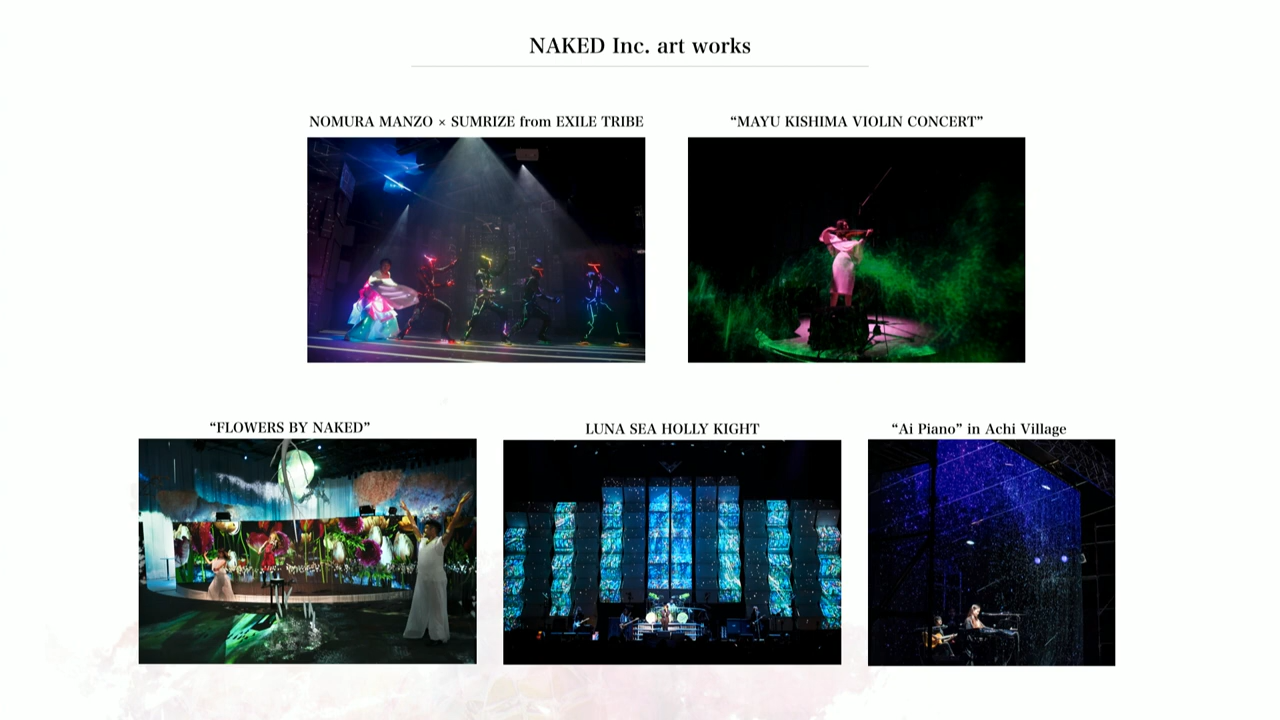 NAKED Inc. art works
NOMURA MANZO × SUMRIZE from EXILE TRIBE
“MAYU KISHIMA VIOLIN CONCERT”
“FLOWERS BY NAKED”
LUNA SEA HOLLY KIGHT
“Ai Piano” in Achi Village